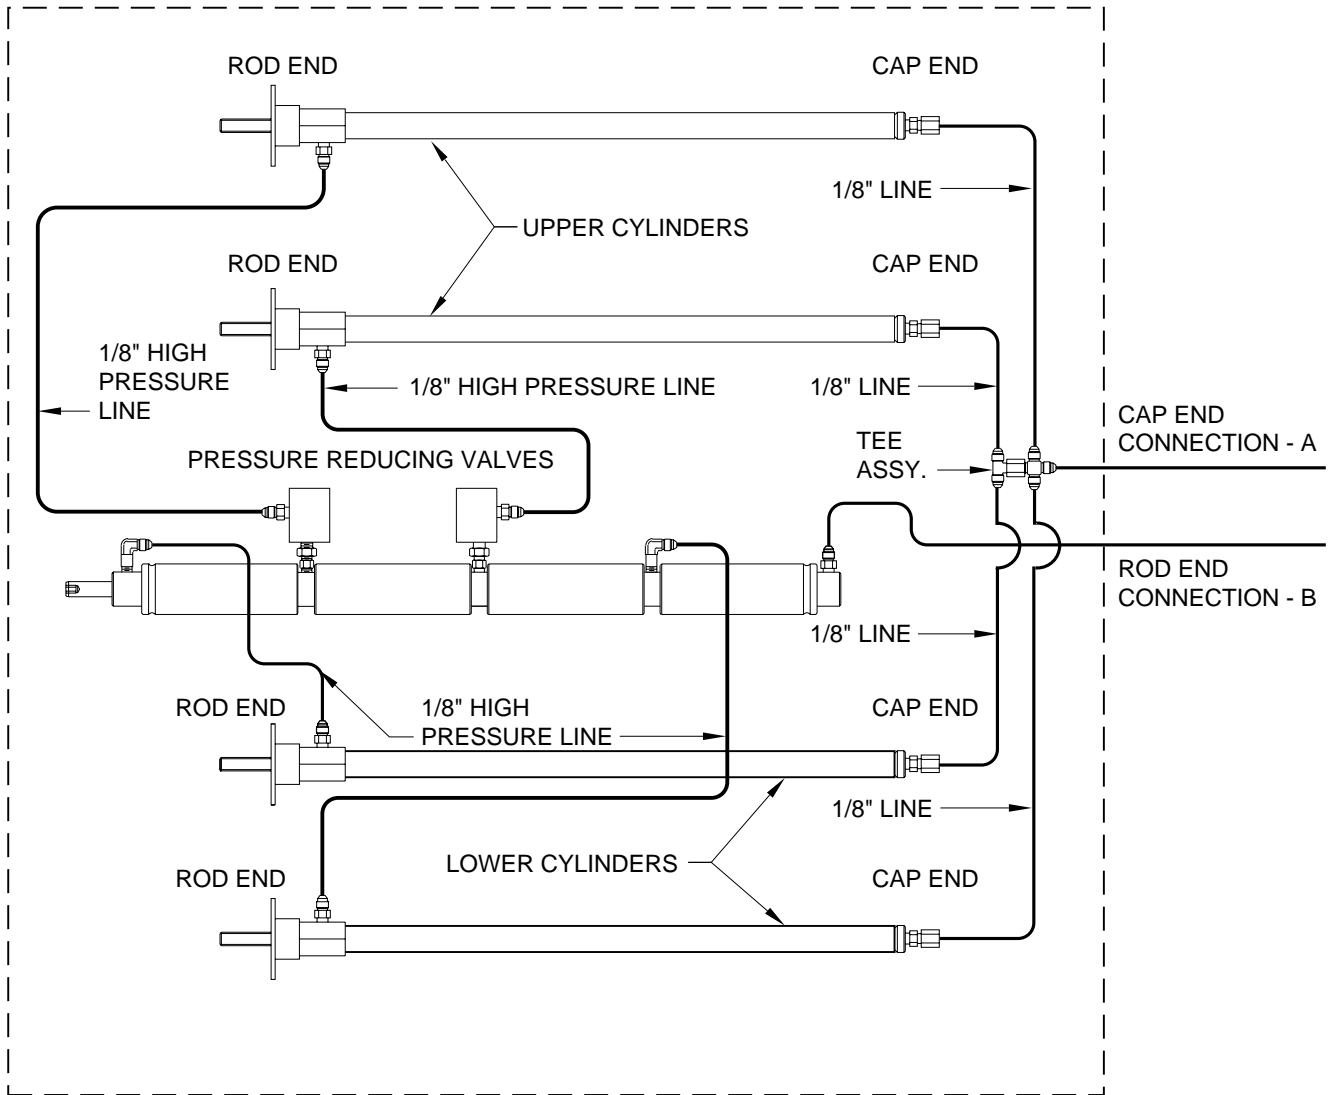 ROD END
CAP END
1/8" LINE
UPPER CYLINDERS
ROD END
CAP END
1/8" HIGH
PRESSURE
LINE
1/8" HIGH PRESSURE LINE
1/8" LINE
CAP END
CONNECTION - A
TEE
ASSY.
PRESSURE REDUCING VALVES
ROD END
CONNECTION - B
1/8" LINE
ROD END
1/8" HIGH
PRESSURE LINE
CAP END
1/8" LINE
LOWER CYLINDERS
ROD END
CAP END